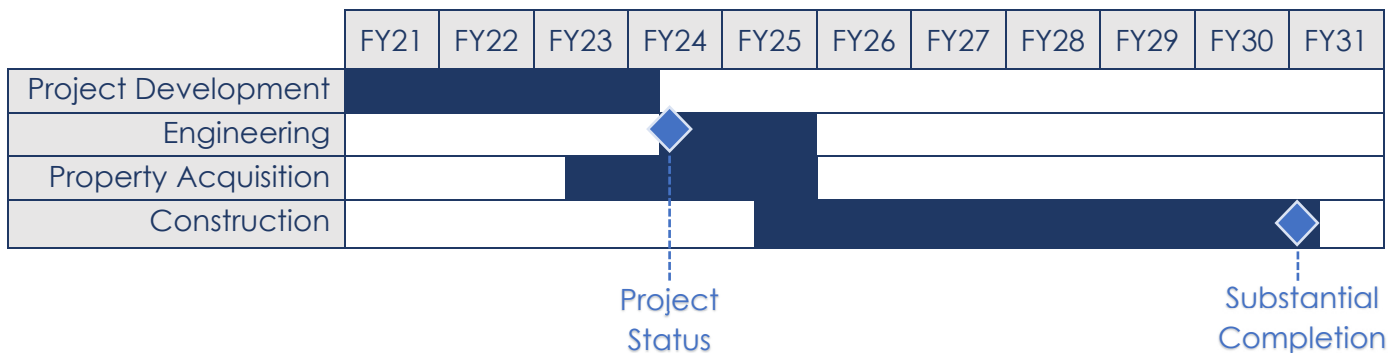 FY21 FY22 FY23 FY24 FY25 FY26 FY27 FY28 FY29 FY30 FY31
Project Development
Engineering
Property Acquisition
Construction
Project
Status
Substantial
Completion